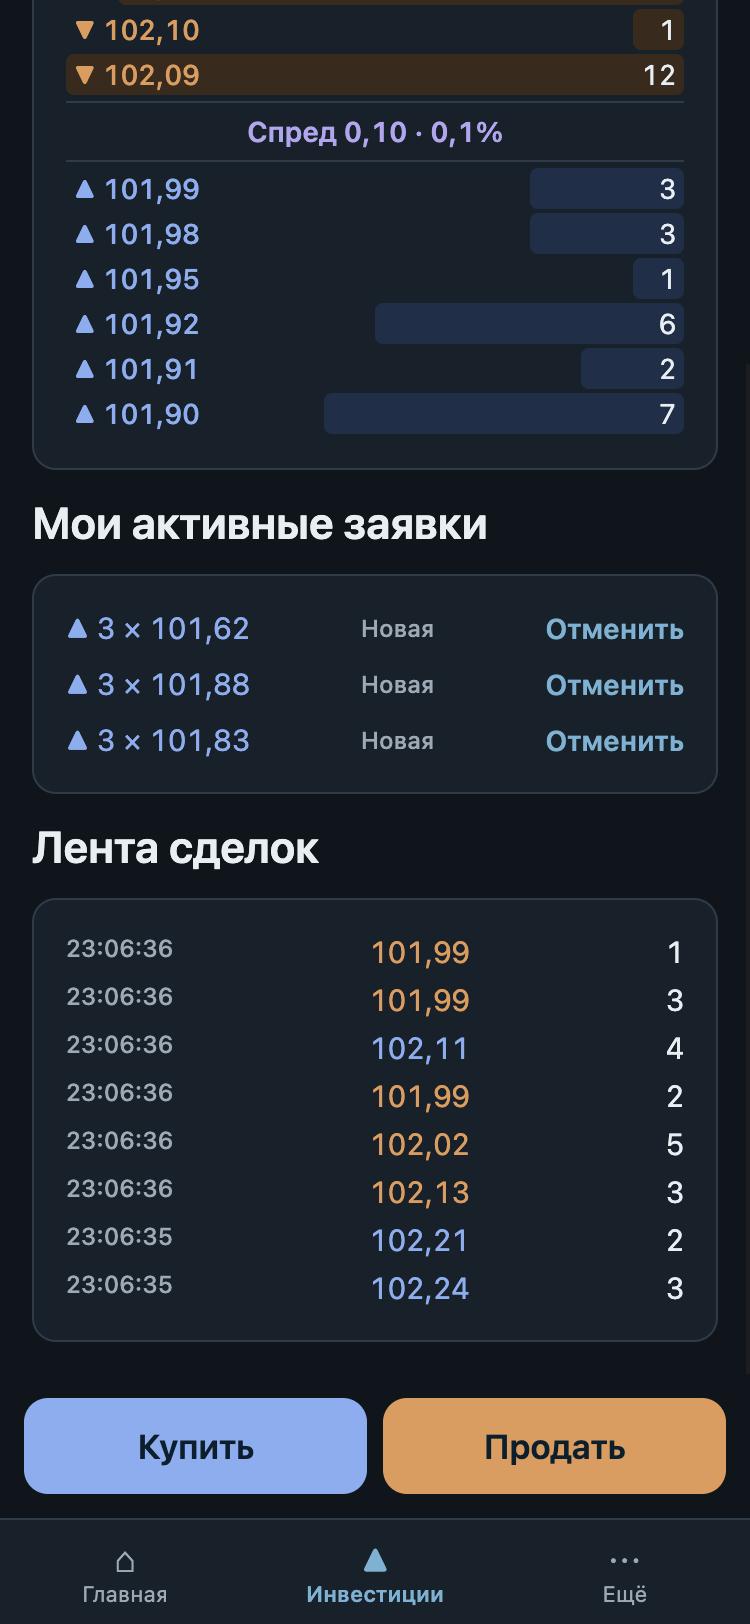 ▼ 102,10 1
▼ 102,09 12
Спред 0,10 · 0,1%
▲ 101,99 3
▲ 101,98 3
▲ 101,95 1
▲ 101,92 6
▲ 101,91 2
▲ 101,90 7
Мои активные заявки
▲ 3 × 101,62 Новая Отменить
▲ 3 × 101,88 Новая Отменить
▲ 3 × 101,83 Новая Отменить
Лента сделок
23:06:36 101,99 1
23:06:36 101,99 3
23:06:36 102,11 4
23:06:36 101,99 2
23:06:36 102,02 5
23:06:36 102,13 3
23:06:35 102,21 2
23:06:35 102,24 3
Купить Продать
Главная Инвестиции Ещё